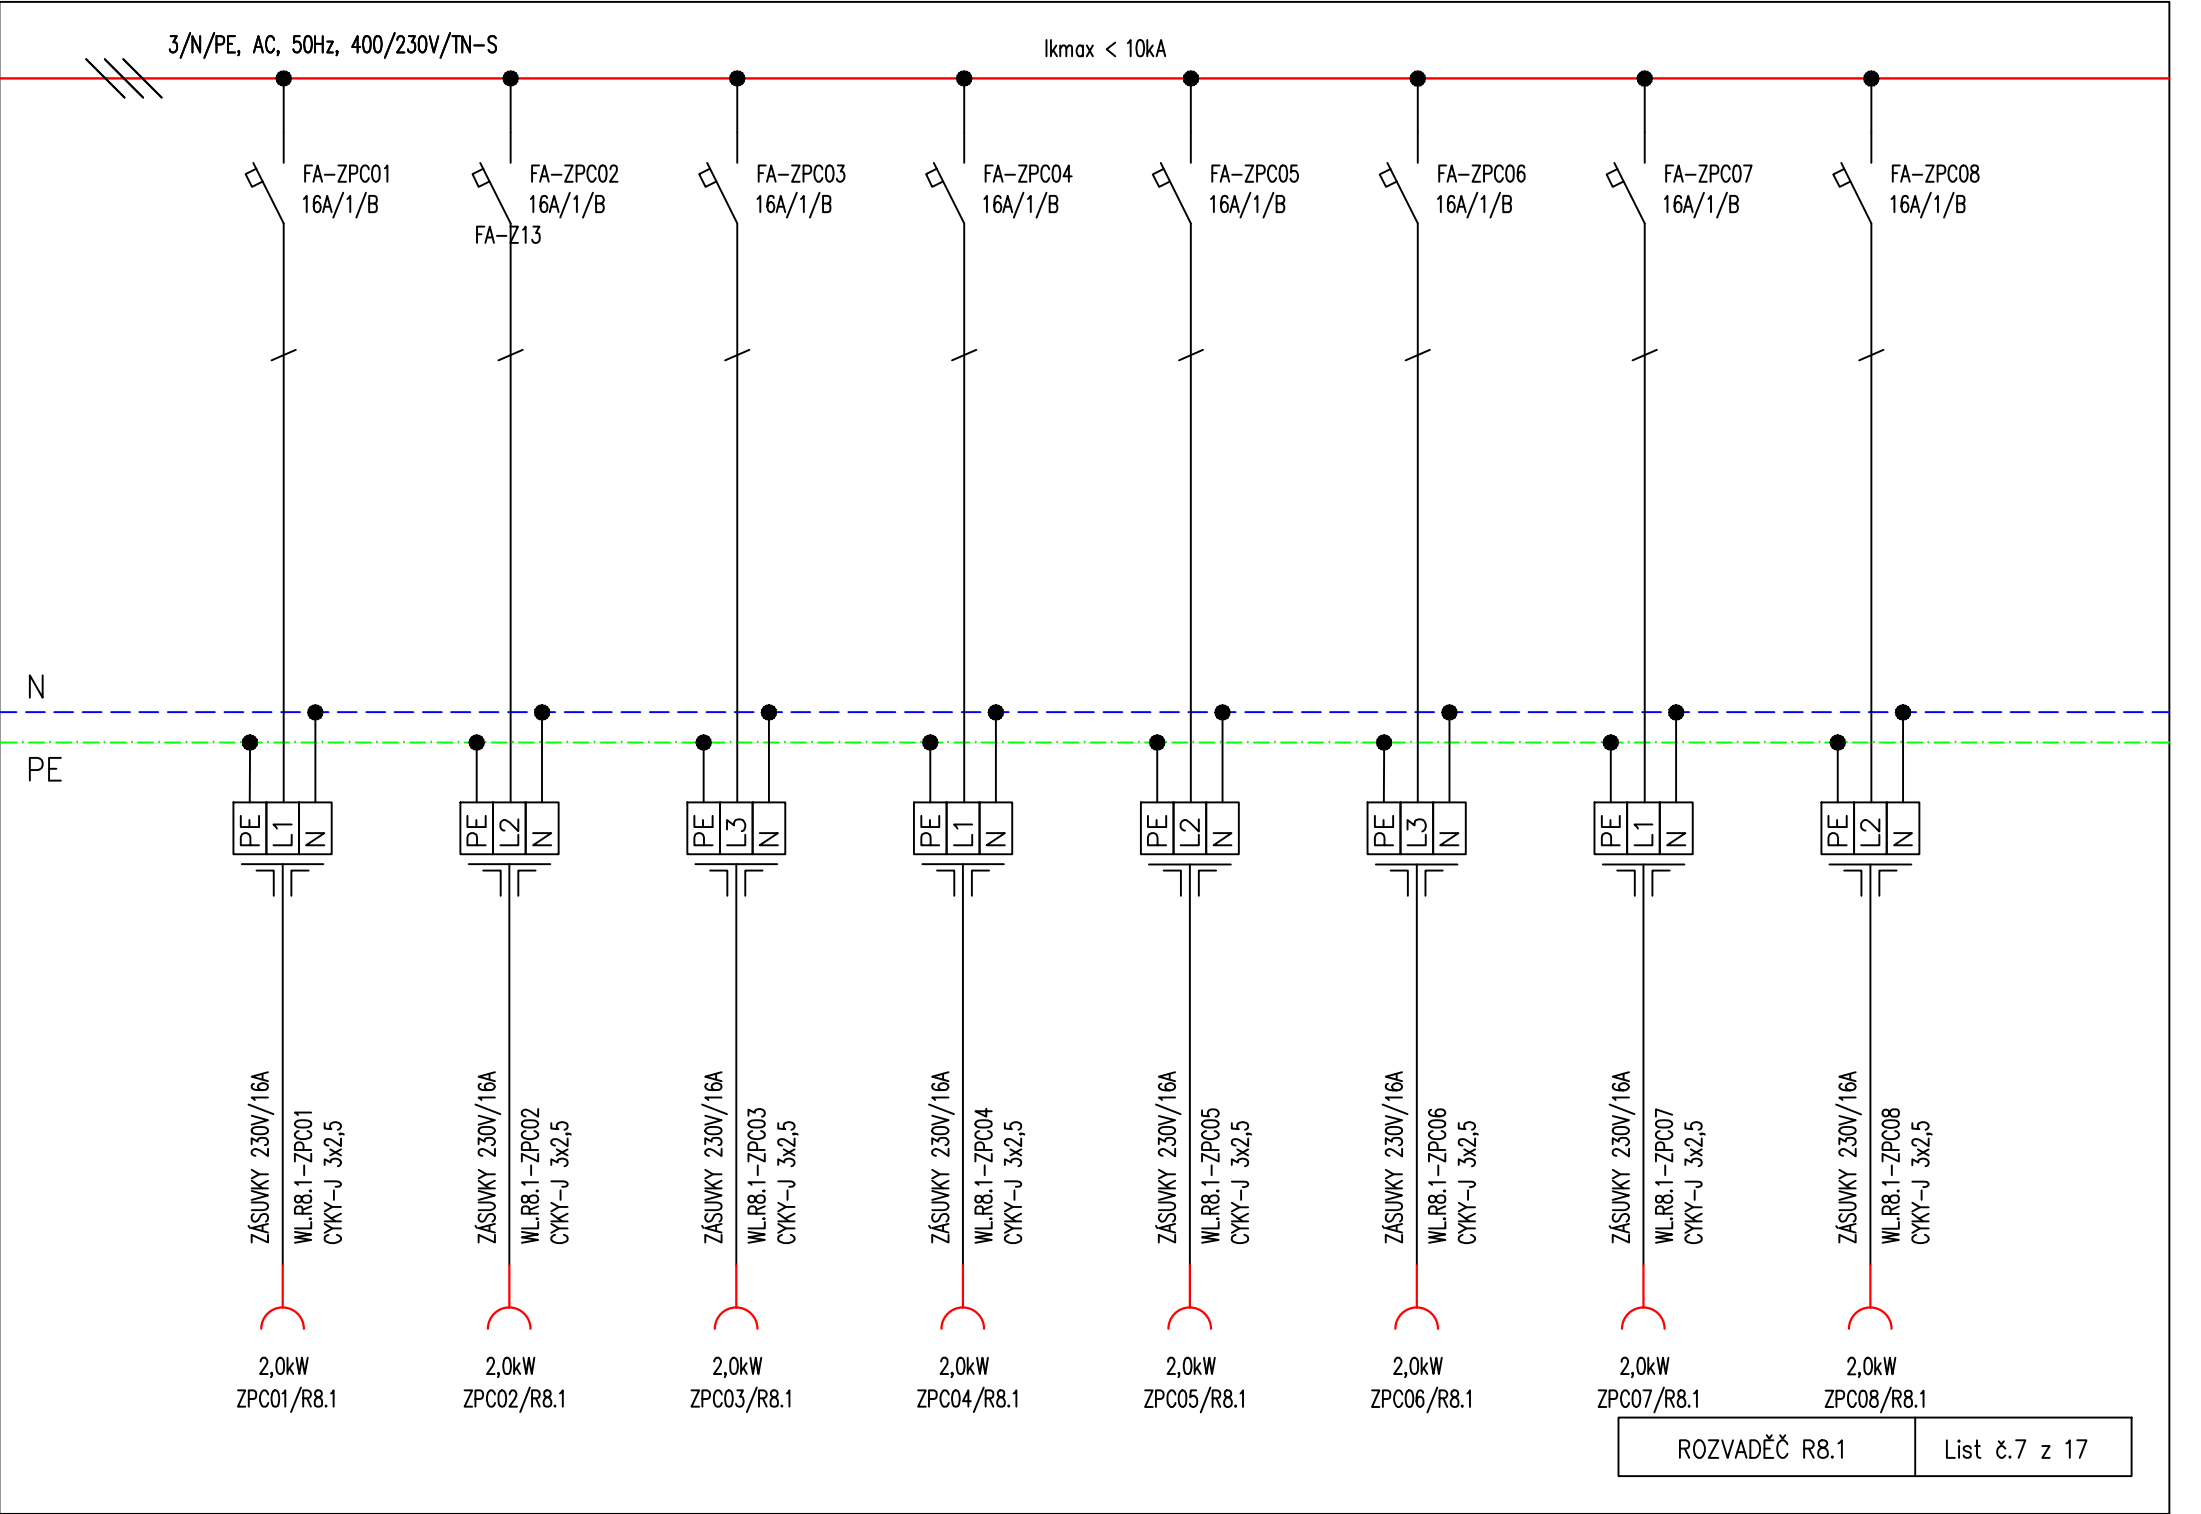 3/N/PE, AC, 50Hz, 400/230V/TN-S
Ikmax < 10kA
FA-ZPC01
16A/1/B
FA-ZPC02
16A/1/B
FA-Z13
FA-ZPC03
16A/1/B
FA-ZPC04
16A/1/B
FA-ZPC05
16A/1/B
FA-ZPC06
16A/1/B
FA-ZPC07
16A/1/B
FA-ZPC08
16A/1/B
N
PE
PE
L1
N
PE
L2
N
PE
L3
N
PE
L1
N
PE
L2
N
PE
L3
N
PE
L1
N
PE
L2
N
ZÁSUVKY 230V/16A
WL.R8.1-ZPC01
CYKY-J 3x2,5
ZÁSUVKY 230V/16A
WL.R8.1-ZPC02
CYKY-J 3x2,5
ZÁSUVKY 230V/16A
WL.R8.1-ZPC03
CYKY-J 3x2,5
ZÁSUVKY 230V/16A
WL.R8.1-ZPC04
CYKY-J 3x2,5
ZÁSUVKY 230V/16A
WL.R8.1-ZPC05
CYKY-J 3x2,5
ZÁSUVKY 230V/16A
WL.R8.1-ZPC06
CYKY-J 3x2,5
ZÁSUVKY 230V/16A
WL.R8.1-ZPC07
CYKY-J 3x2,5
ZÁSUVKY 230V/16A
WL.R8.1-ZPC08
CYKY-J 3x2,5
2,0kW
ZPC01/R8.1
2,0kW
ZPC02/R8.1
2,0kW
ZPC03/R8.1
2,0kW
ZPC04/R8.1
2,0kW
ZPC05/R8.1
2,0kW
ZPC06/R8.1
2,0kW
ZPC07/R8.1
2,0kW
ZPC08/R8.1
ROZVADĚČ R8.1
List č.7 z 17